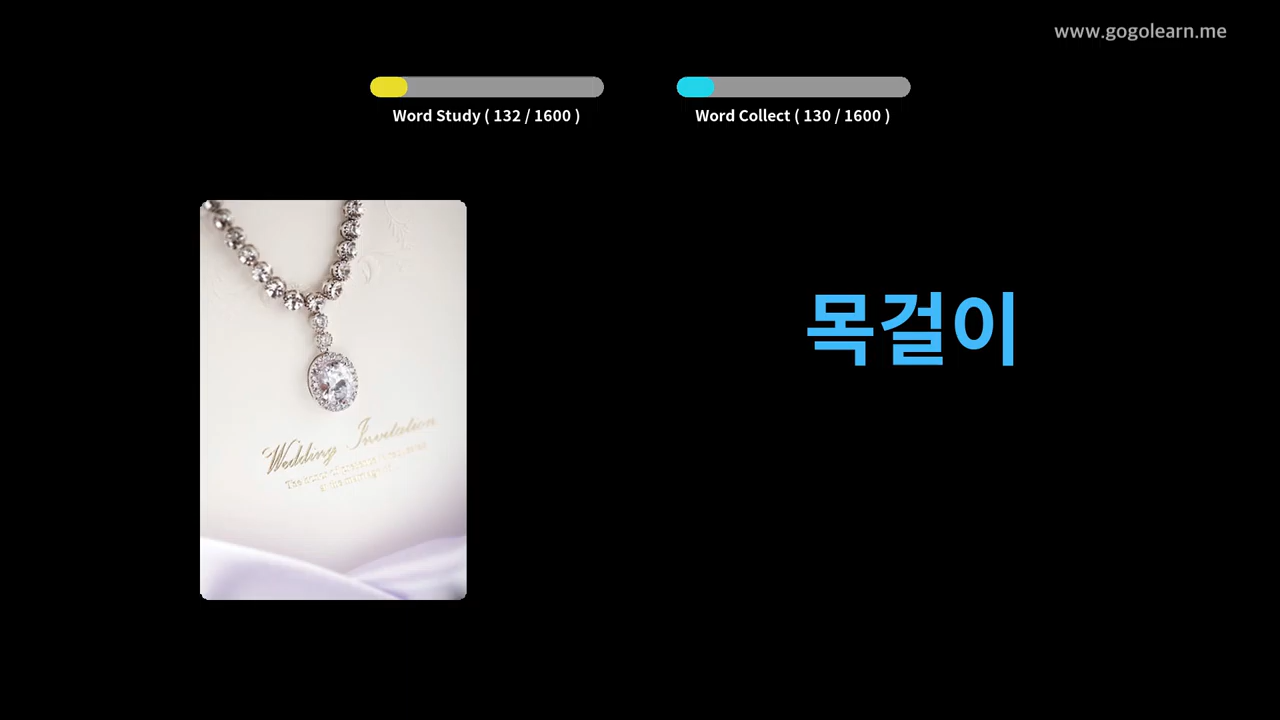 www.gogolearn.me
Word Study ( 132 / 1600 )
Word Collect ( 130 / 1600 )
목걸이
Wedding Invitation